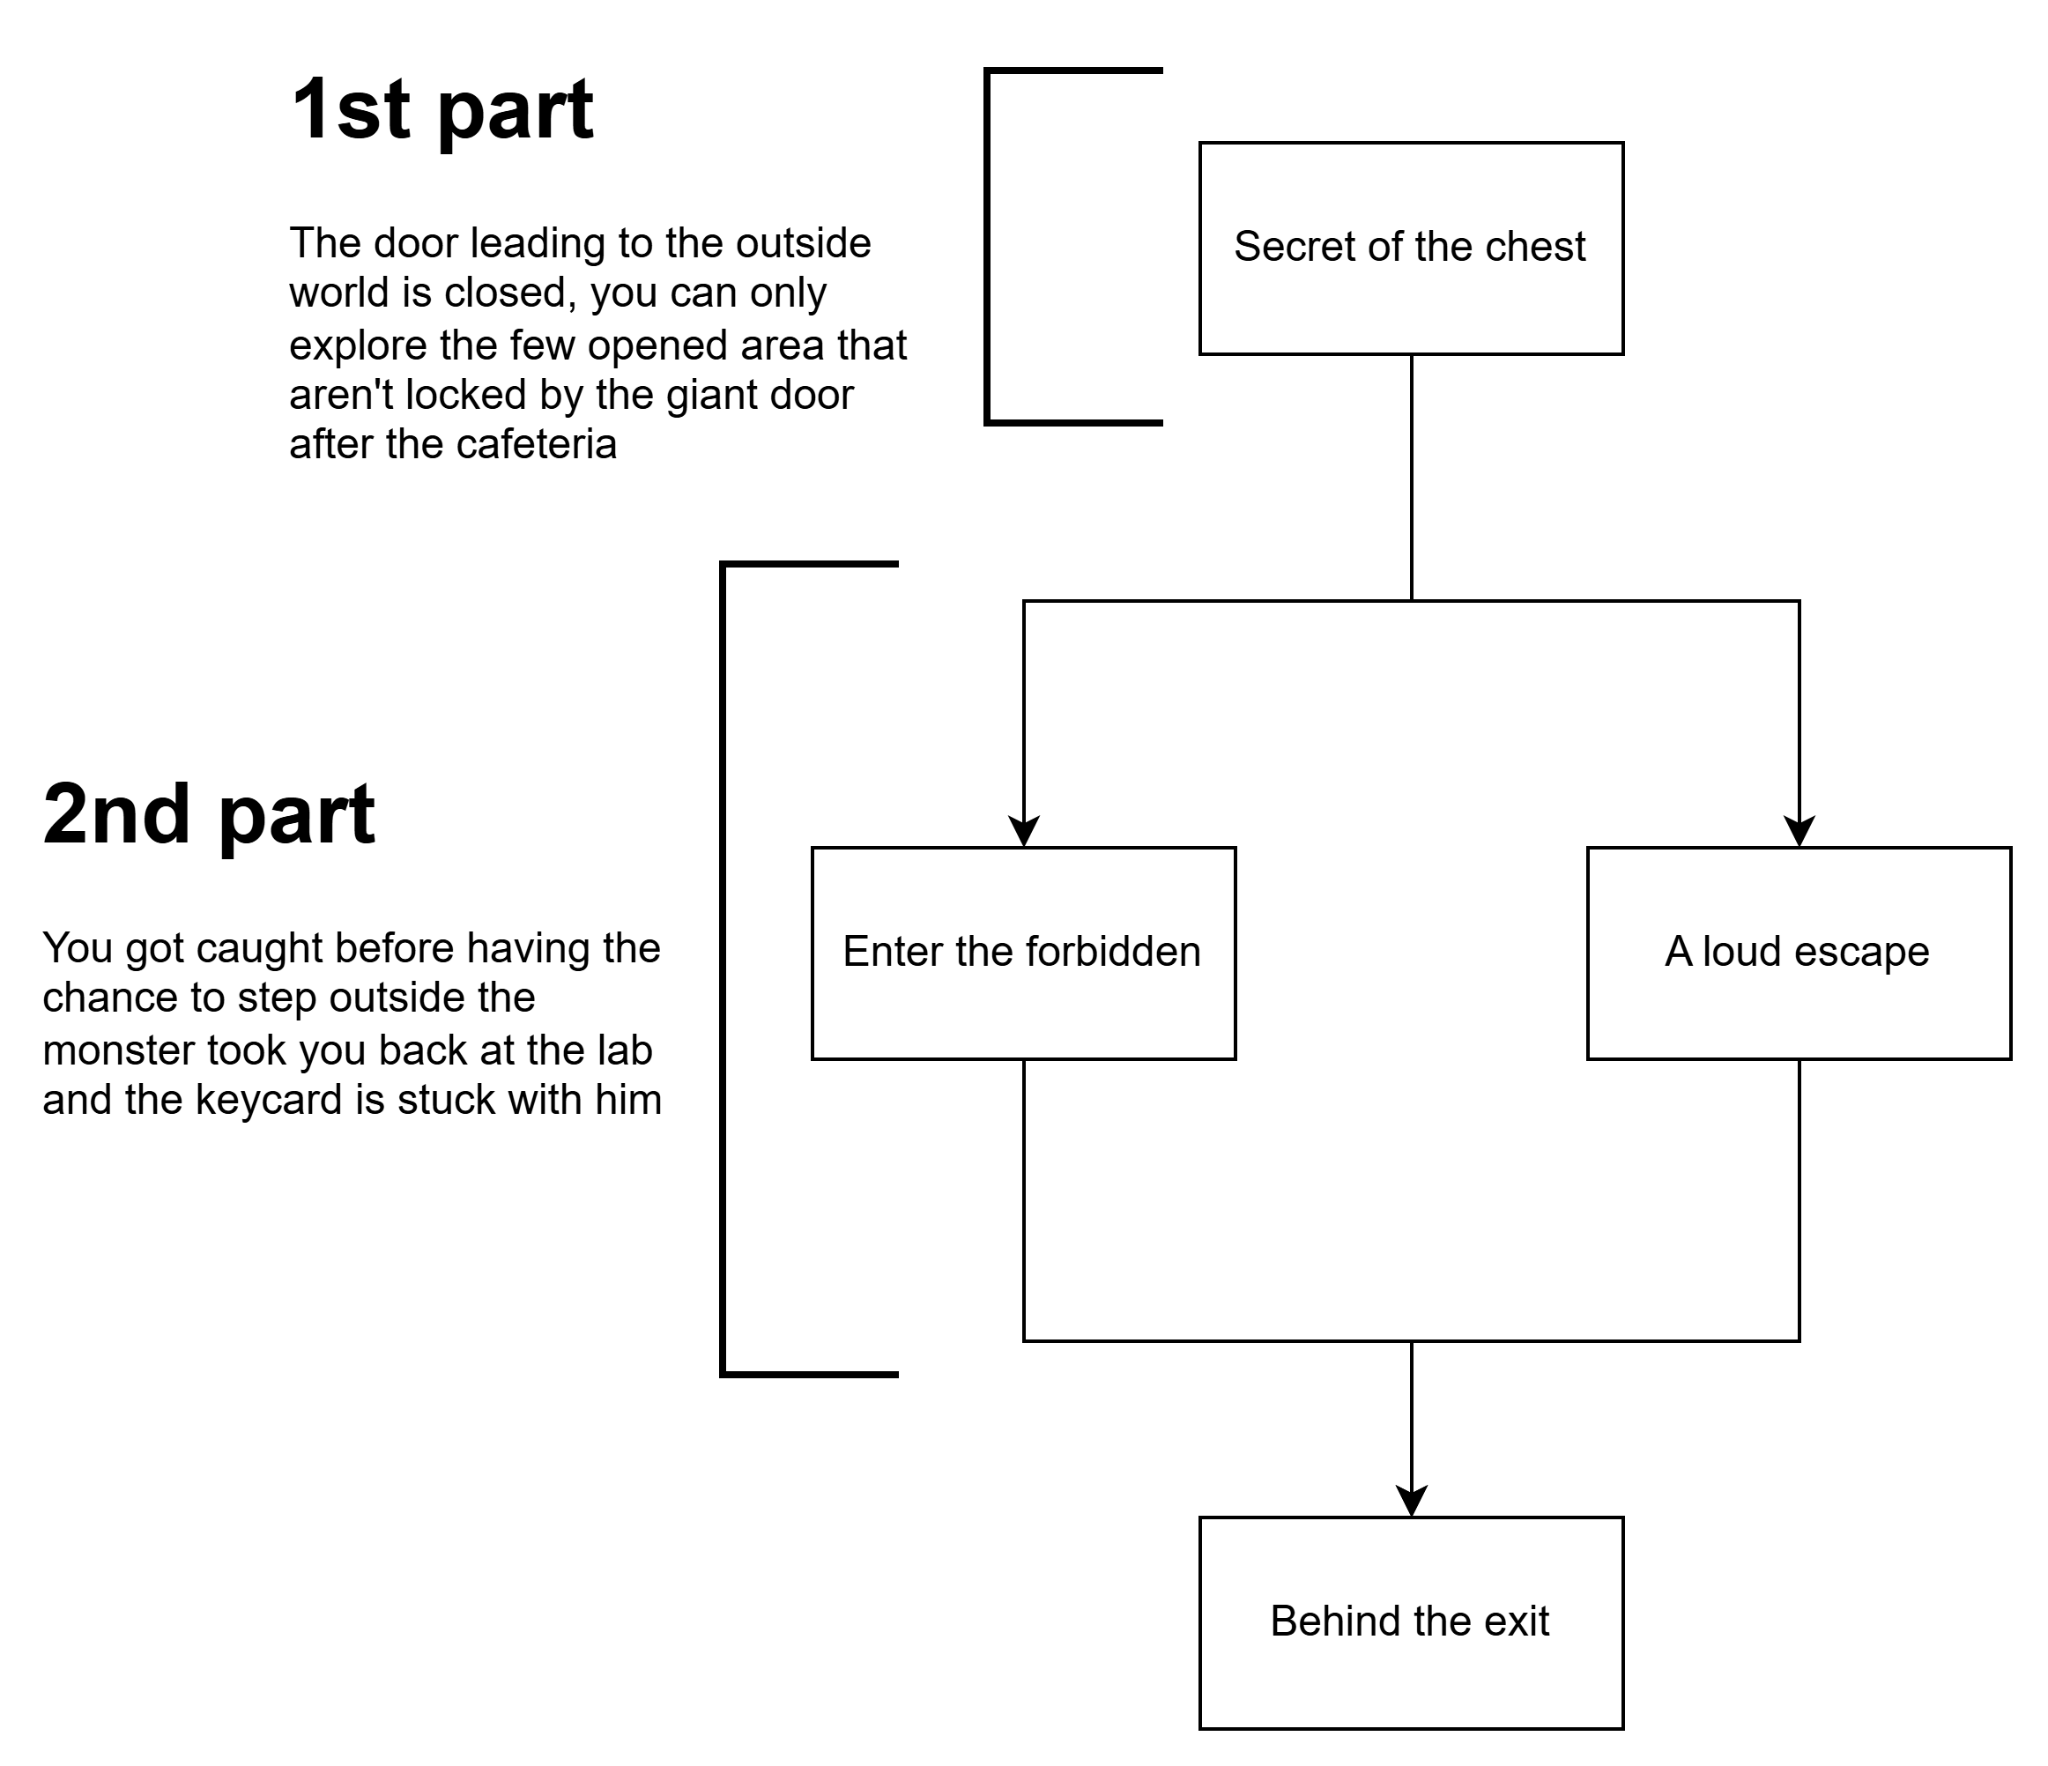 1st part
The door leading to the outside
world is closed, you can only
explore the few opened area that
aren't locked by the giant door
after the cafeteria
Secret of the chest
2nd part
You got caught before having the
chance to step outside the
monster took you back at the lab
and the keycard is stuck with him
Enter the forbidden
A loud escape
Behind the exit